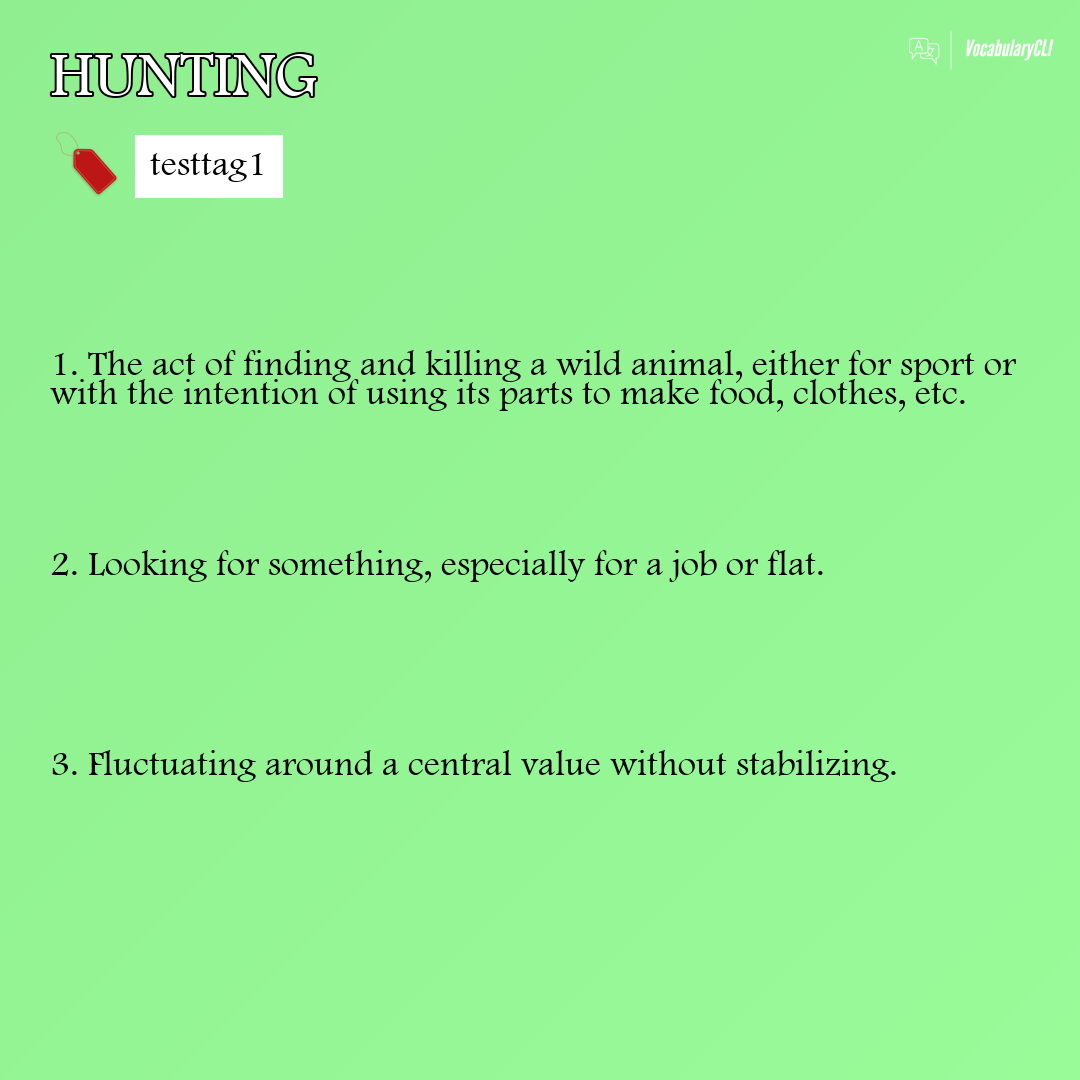 HUNTING
AZ VocabularyCLI
testtag1
1. The act of finding and killing a wild animal, either for sport or
with the intention of using its parts to make food, clothes, etc.
2. Looking for something, especially for a job or flat.
3. Fluctuating around a central value without stabilizing.